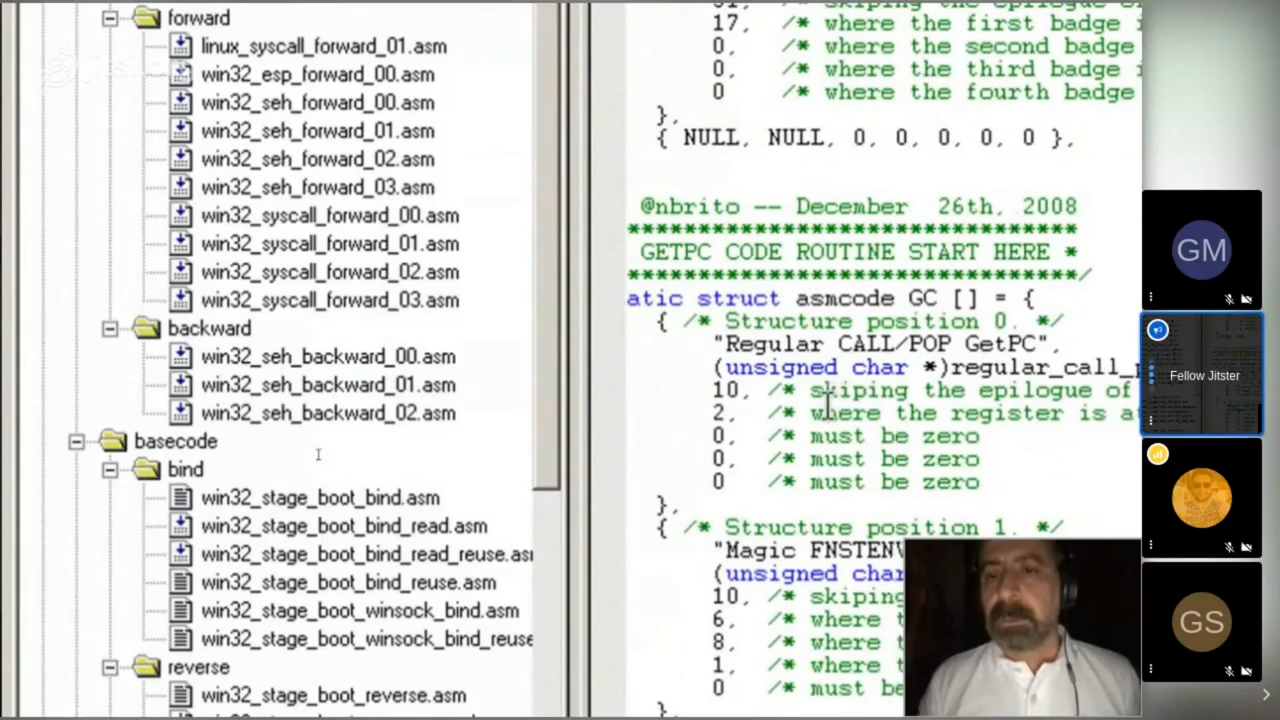 forward
linux_syscall_forward_01.asm
win32_esp_forward_00.asm
win32_seh_forward_00.asm
win32_seh_forward_01.asm
win32_seh_forward_02.asm
win32_seh_forward_03.asm
win32_syscall_forward_00.asm
win32_syscall_forward_01.asm
win32_syscall_forward_02.asm
win32_syscall_forward_03.asm
backward
win32_seh_backward_00.asm
win32_seh_backward_01.asm
win32_seh_backward_02.asm
basecode
bind
win32_stage_boot_bind.asm
win32_stage_boot_bind_read.asm
win32_stage_boot_bind_read_reuse.asm
win32_stage_boot_bind_reuse.asm
win32_stage_boot_winsock_bind.asm
win32_stage_boot_winsock_bind_reuse
reverse
win32_stage_boot_reverse.asm
17, /* where the first badge i
0, /* where the second badge
0, /* where the third badge i
0 /* where the fourth badge
},
{ NULL, NULL, 0, 0, 0, 0, 0 },
@nbrito -- December 26th, 2008
*********************************
GETPC CODE ROUTINE START HERE *
*********************************/
atic struct asmcode GC [] = {
{ /* Structure position 0. */
"Regular CALL/POP GetPC",
(unsigned char *)regular_call_p
10, /* skiping the epilogue of
2, /* where the register is at
0, /* must be zero
0, /* must be zero
0 /* must be zero
},
{ /* Structure position 1. */
"Magic FNSTENV
(unsigned char
10, /* skiping
6, /* where t
8, /* where t
1, /* where t
0 /* must be
},
GM
Fellow Jitster
GS